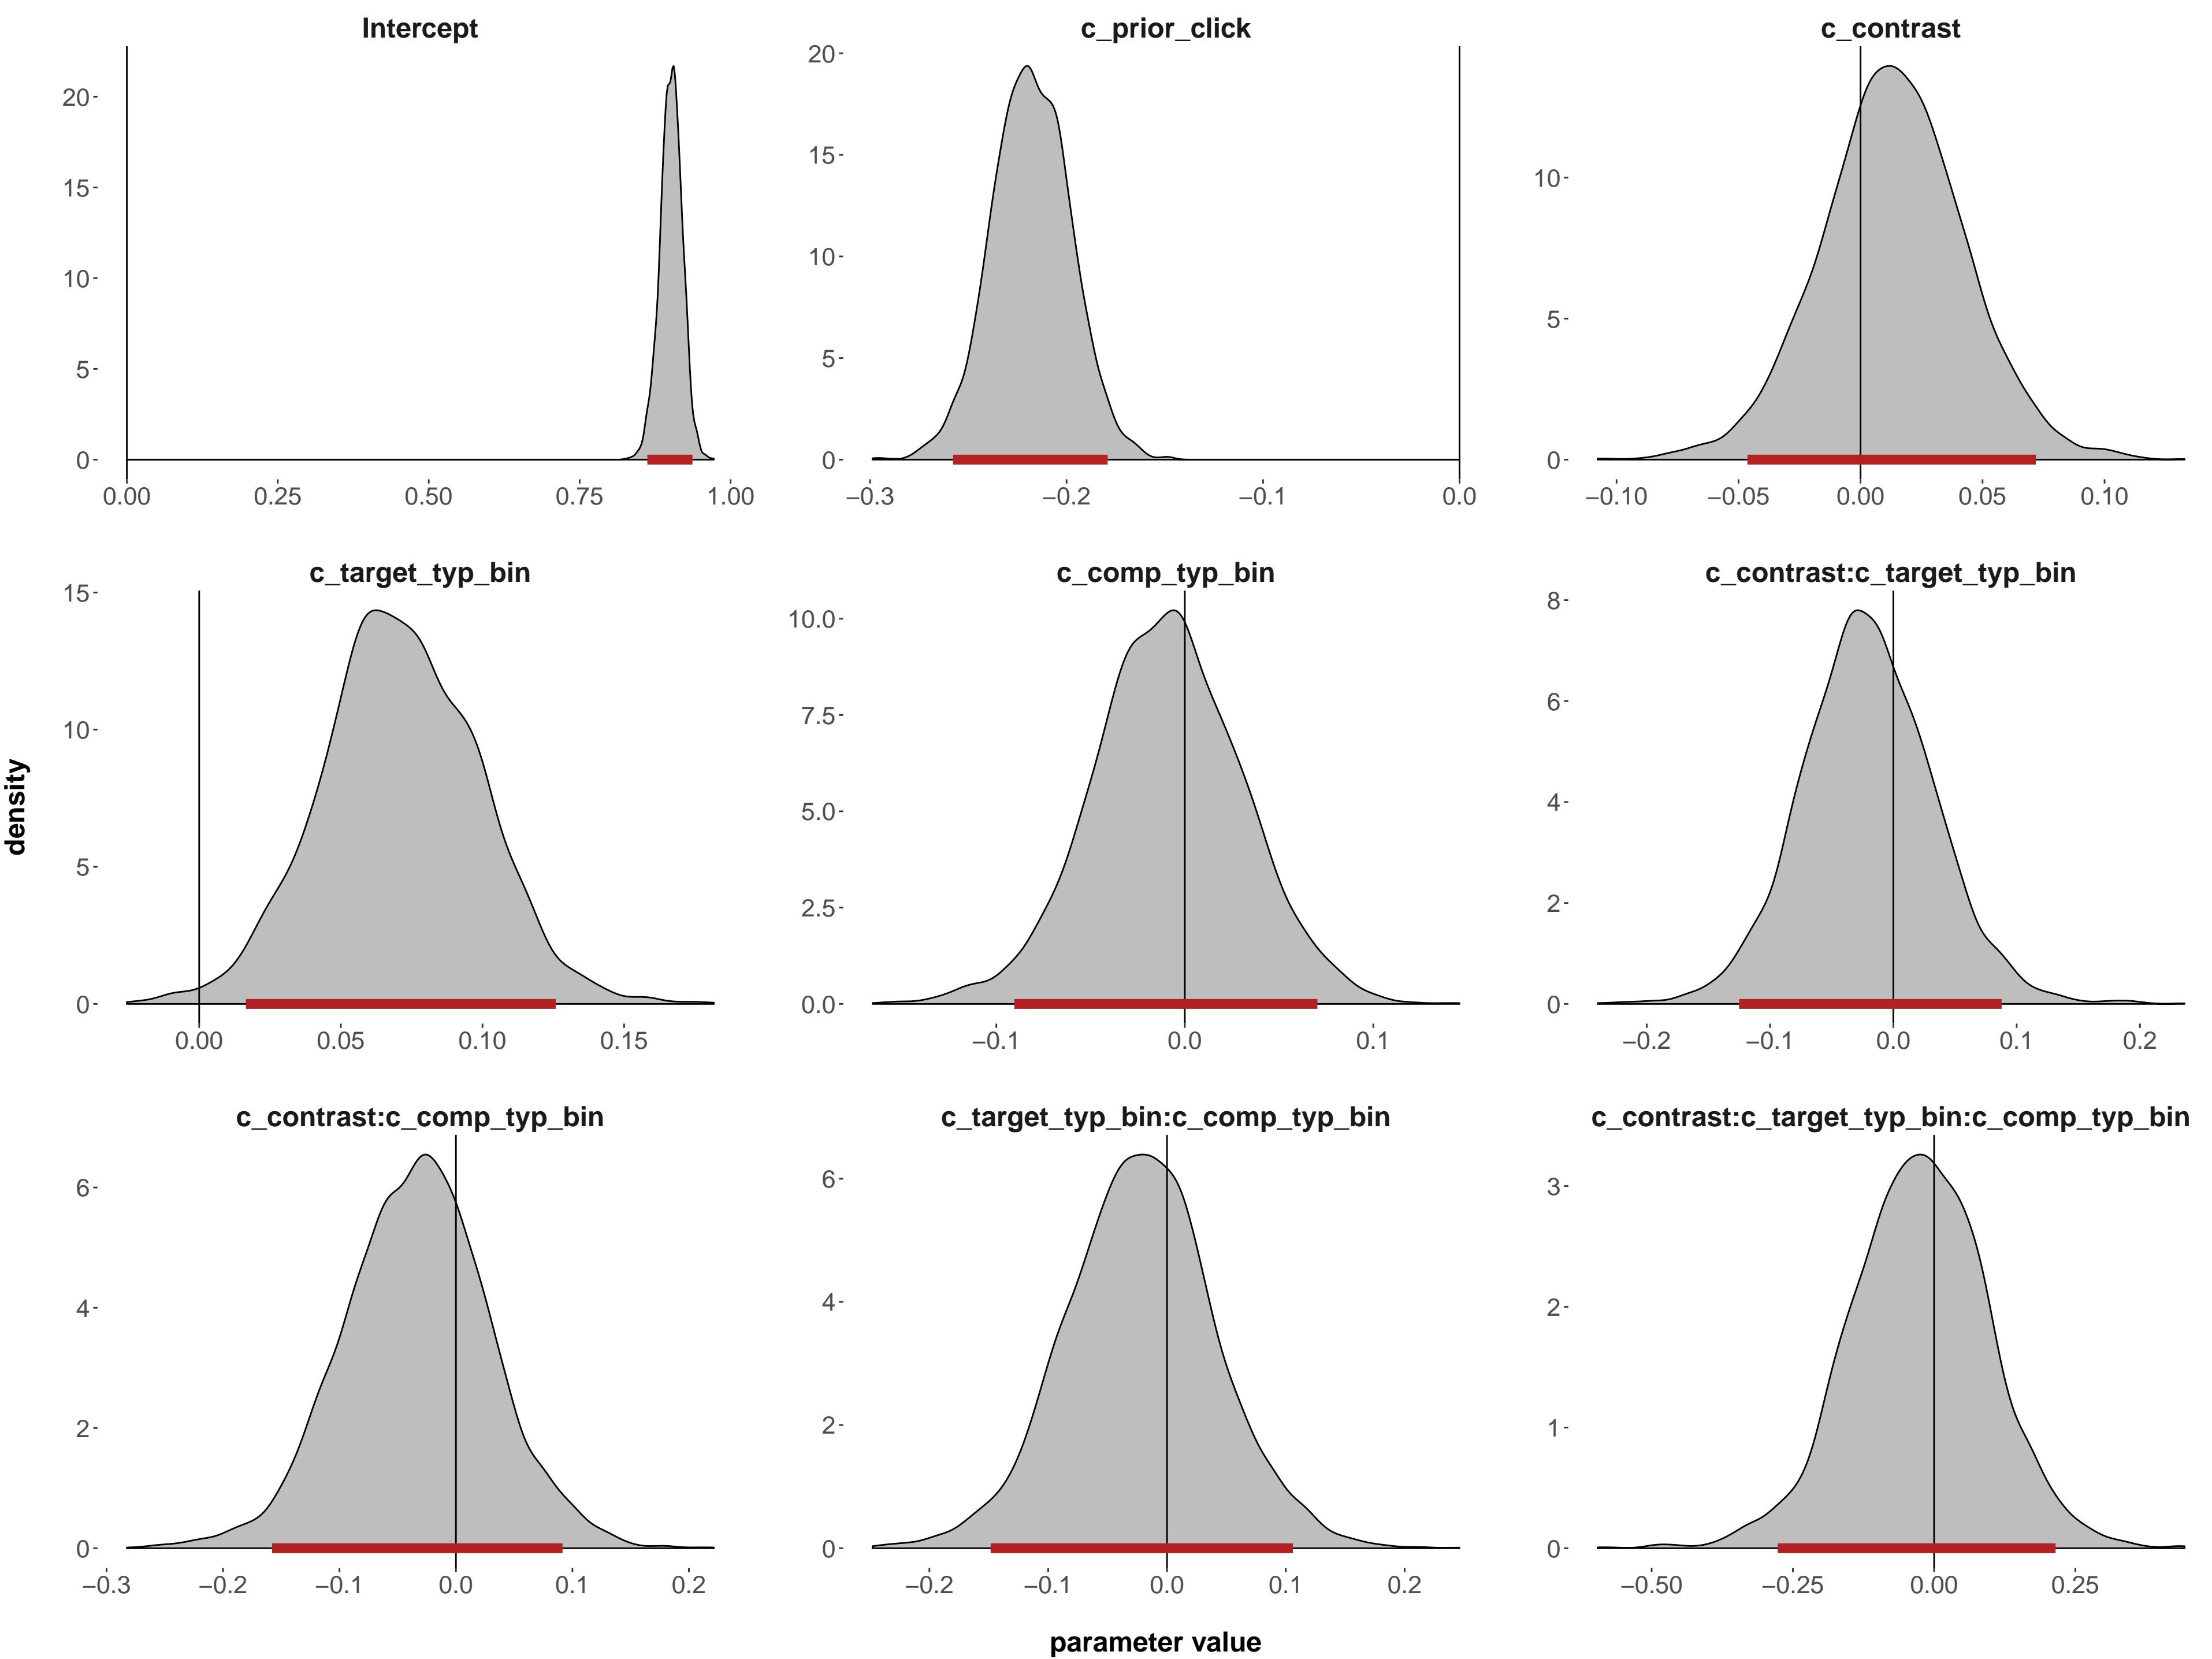 Intercept
c_prior_click
c_contrast
20
15
10
5
0
0.00 0.25 0.50 0.75 1.00
20
15
10
5
0
−0.3 −0.2 −0.1 0.0
10
5
0
−0.10 −0.05 0.00 0.05 0.10
c_target_typ_bin
c_comp_typ_bin
c_contrast:c_target_typ_bin
15
10
5
0
0.00 0.05 0.10 0.15
10.0
7.5
5.0
2.5
0.0
−0.1 0.0 0.1
8
6
4
2
0
−0.2 −0.1 0.0 0.1 0.2
c_contrast:c_comp_typ_bin
c_target_typ_bin:c_comp_typ_bin
c_contrast:c_target_typ_bin:c_comp_typ_bin
6
4
2
0
−0.3 −0.2 −0.1 0.0 0.1 0.2
6
4
2
0
−0.2 −0.1 0.0 0.1 0.2
3
2
1
0
−0.50 −0.25 0.00 0.25
density
parameter value